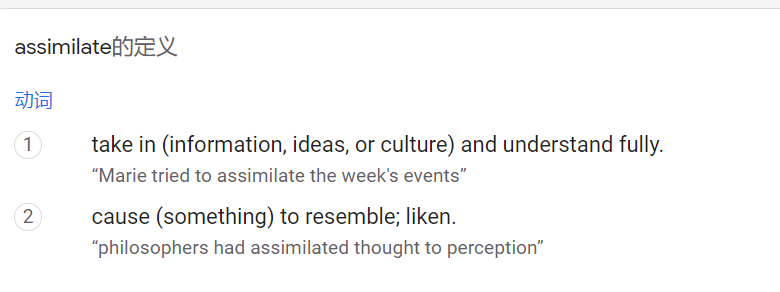 assimilate的定义
动词
1 take in (information, ideas, or culture) and understand fully.
“Marie tried to assimilate the week's events”
2 cause (something) to resemble; liken.
“philosophers had assimilated thought to perception”